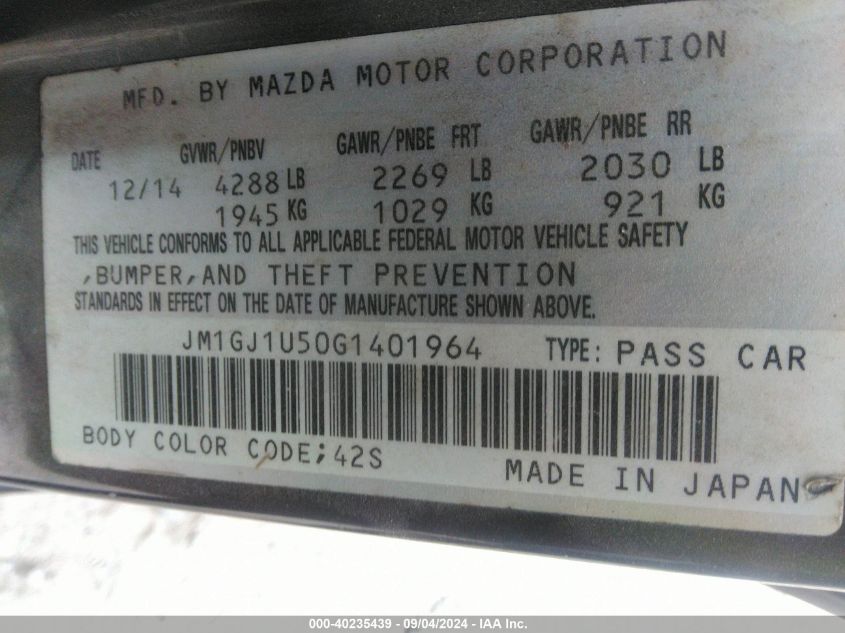 MFD. BY MAZDA MOTOR CORPORATION
DATE GVWR/PNBV GAWR/PNBE FRT GAWR/PNBE RR
12/14 4288 LB 2269 LB 2030 LB
1945 KG 1029 KG 921 KG
THIS VEHICLE CONFORMS TO ALL APPLICABLE FEDERAL MOTOR VEHICLE SAFETY
,BUMPER,AND THEFT PREVENTION
STANDARDS IN EFFECT ON THE DATE OF MANUFACTURE SHOWN ABOVE.
JM1GJ1U50G1401964 TYPE: PASS CAR
BODY COLOR CODE;42S
MADE IN JAPAN
000-40235439 - 09/04/2024 - IAA Inc.